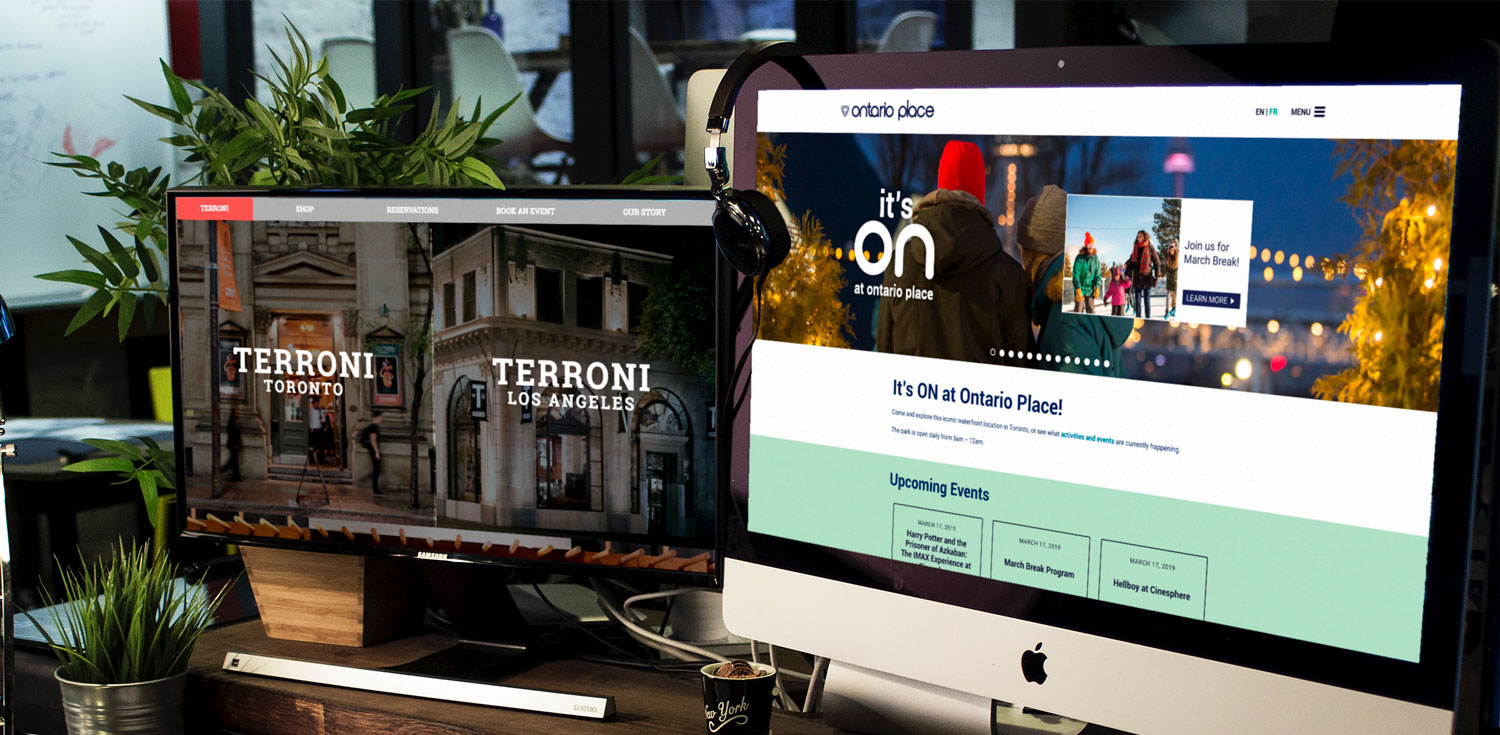 TERRONI
SHOP
RESERVATIONS
BOOK AN EVENT
OUR STORY
TERRONI
TORONTO
TERRONI
LOS ANGELES
SAMSUNG
ontario place
EN | FR
MENU
it's
on
at ontario place
Join us for
March Break!
LEARN MORE
It's ON at Ontario Place!
Come and explore this iconic waterfront location in Toronto, or see what activities and events are currently happening.
The park is open daily from 5am – 12am.
Upcoming Events
MARCH 17, 2019
Harry Potter and the
Prisoner of Azkaban:
The IMAX Experience at
MARCH 17, 2019
March Break Program
MARCH 17, 2019
Hellboy at Cinesphere
New York